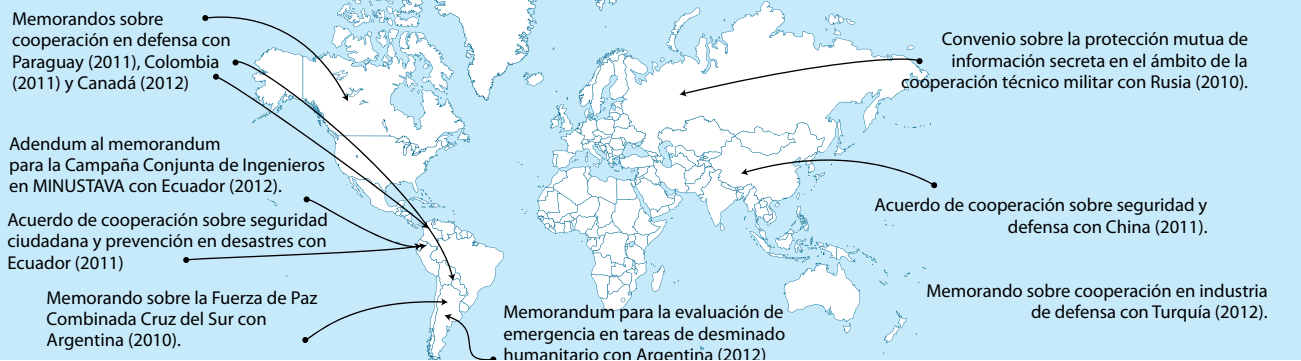 Memorandos sobre
cooperación en defensa con
Paraguay (2011), Colombia
(2011) y Canadá (2012)
Adendum al memorandum
para la Campaña Conjunta de Ingenieros
en MINUSTAVA con Ecuador (2012).
Acuerdo de cooperación sobre seguridad
ciudadana y prevención en desastres con
Ecuador (2011)
Memorando sobre la Fuerza de Paz
Combinada Cruz del Sur con
Argentina (2010).
Memorandum para la evaluación de
emergencia en tareas de desminado
humanitario con Argentina (2012)
Convenio sobre la protección mutua de
información secreta en el ámbito de la
cooperación técnico militar con Rusia (2010).
Acuerdo de cooperación sobre seguridad y
defensa con China (2011).
Memorando sobre cooperación en industria
de defensa con Turquía (2012).